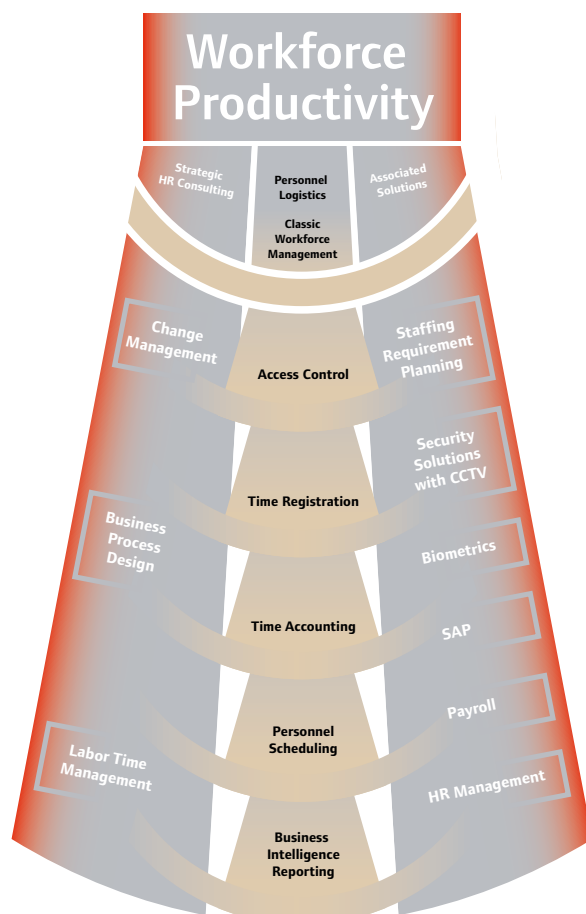 Workforce
Productivity
Strategic
HR Consulting
Personnel
Logistics
Classic
Workforce
Management
Associated
Solutions
Change
Management
Access Control
Staffing
Requirement
Planning
Security
Solutions
with CCTV
Time Registration
Business
Process
Design
Biometrics
Time Accounting
SAP
Payroll
Personnel
Scheduling
Labor Time
Management
HR Management
Business
Intelligence
Reporting